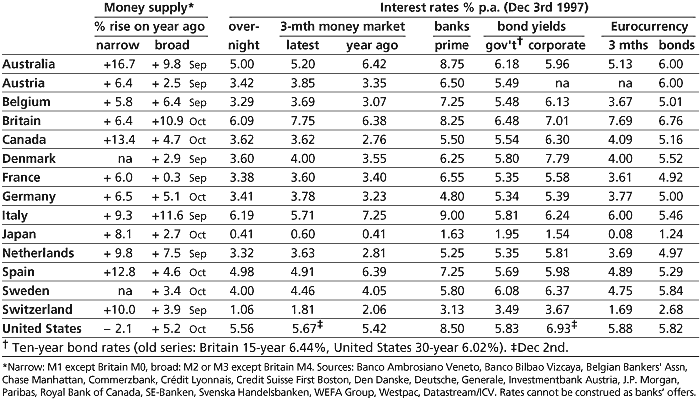 Money supply* Interest rates % p.a. (Dec 3rd 1997)
% rise on year ago over- 3-mth money market banks bond yields Eurocurrency
narrow broad night latest year ago prime gov't† corporate 3 mths bonds
Australia +16.7 + 9.8 Sep 5.00 5.20 6.42 8.75 6.18 5.96 5.13 6.00
Austria + 6.4 + 2.5 Sep 3.42 3.85 3.35 6.50 5.49 na na 6.00
Belgium + 5.8 + 6.4 Sep 3.29 3.69 3.07 7.25 5.48 6.13 3.67 5.01
Britain + 6.4 +10.9 Oct 6.09 7.75 6.38 8.25 6.48 7.01 7.69 6.76
Canada +13.4 + 4.7 Oct 3.62 3.62 2.76 5.50 5.54 6.30 4.09 5.16
Denmark na + 2.9 Sep 3.60 4.00 3.55 6.25 5.80 7.79 4.00 5.52
France + 6.0 + 0.3 Sep 3.38 3.60 3.40 6.55 5.35 5.58 3.61 4.92
Germany + 6.5 + 5.1 Oct 3.41 3.78 3.23 4.80 5.34 5.39 3.77 5.00
Italy + 9.3 +11.6 Sep 6.19 5.71 7.25 9.00 5.81 6.24 6.00 5.46
Japan + 8.1 + 2.7 Oct 0.41 0.60 0.41 1.63 1.95 1.54 0.08 1.24
Netherlands + 9.8 + 7.5 Sep 3.32 3.63 2.81 5.25 5.35 5.81 3.69 4.97
Spain +12.8 + 4.6 Oct 4.98 4.91 6.39 7.25 5.69 5.98 4.89 5.29
Sweden na + 3.4 Oct 4.00 4.46 4.05 5.80 6.08 6.37 4.75 5.84
Switzerland +10.0 + 3.9 Sep 1.06 1.81 2.06 3.13 3.49 3.67 1.69 2.68
United States – 2.1 + 5.2 Oct 5.56 5.67‡ 5.42 8.50 5.83 6.93‡ 5.88 5.82
† Ten-year bond rates (old series: Britain 15-year 6.44%, United States 30-year 6.02%). ‡Dec 2nd.
*Narrow: M1 except Britain M0, broad: M2 or M3 except Britain M4. Sources: Banco Ambrosiano Veneto, Banco Bilbao Vizcaya, Belgian Bankers' Assn,
Chase Manhattan, Commerzbank, Crédit Lyonnais, Credit Suisse First Boston, Den Danske, Deutsche, Generale, Investmentbank Austria, J.P. Morgan,
Paribas, Royal Bank of Canada, SE-Banken, Svenska Handelsbanken, WEFA Group, Westpac, Datastream/ICV. Rates cannot be construed as banks' offers.